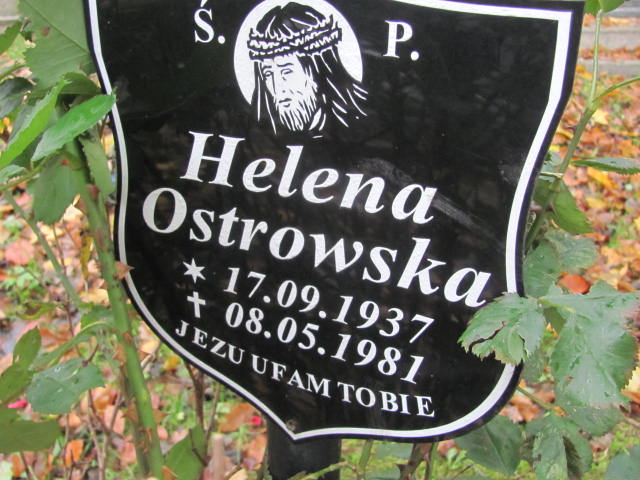 Ś. P.
Helena
Ostrowska
* 17.09.1937
† 08.05.1981
JEZU UFAM TOBIE